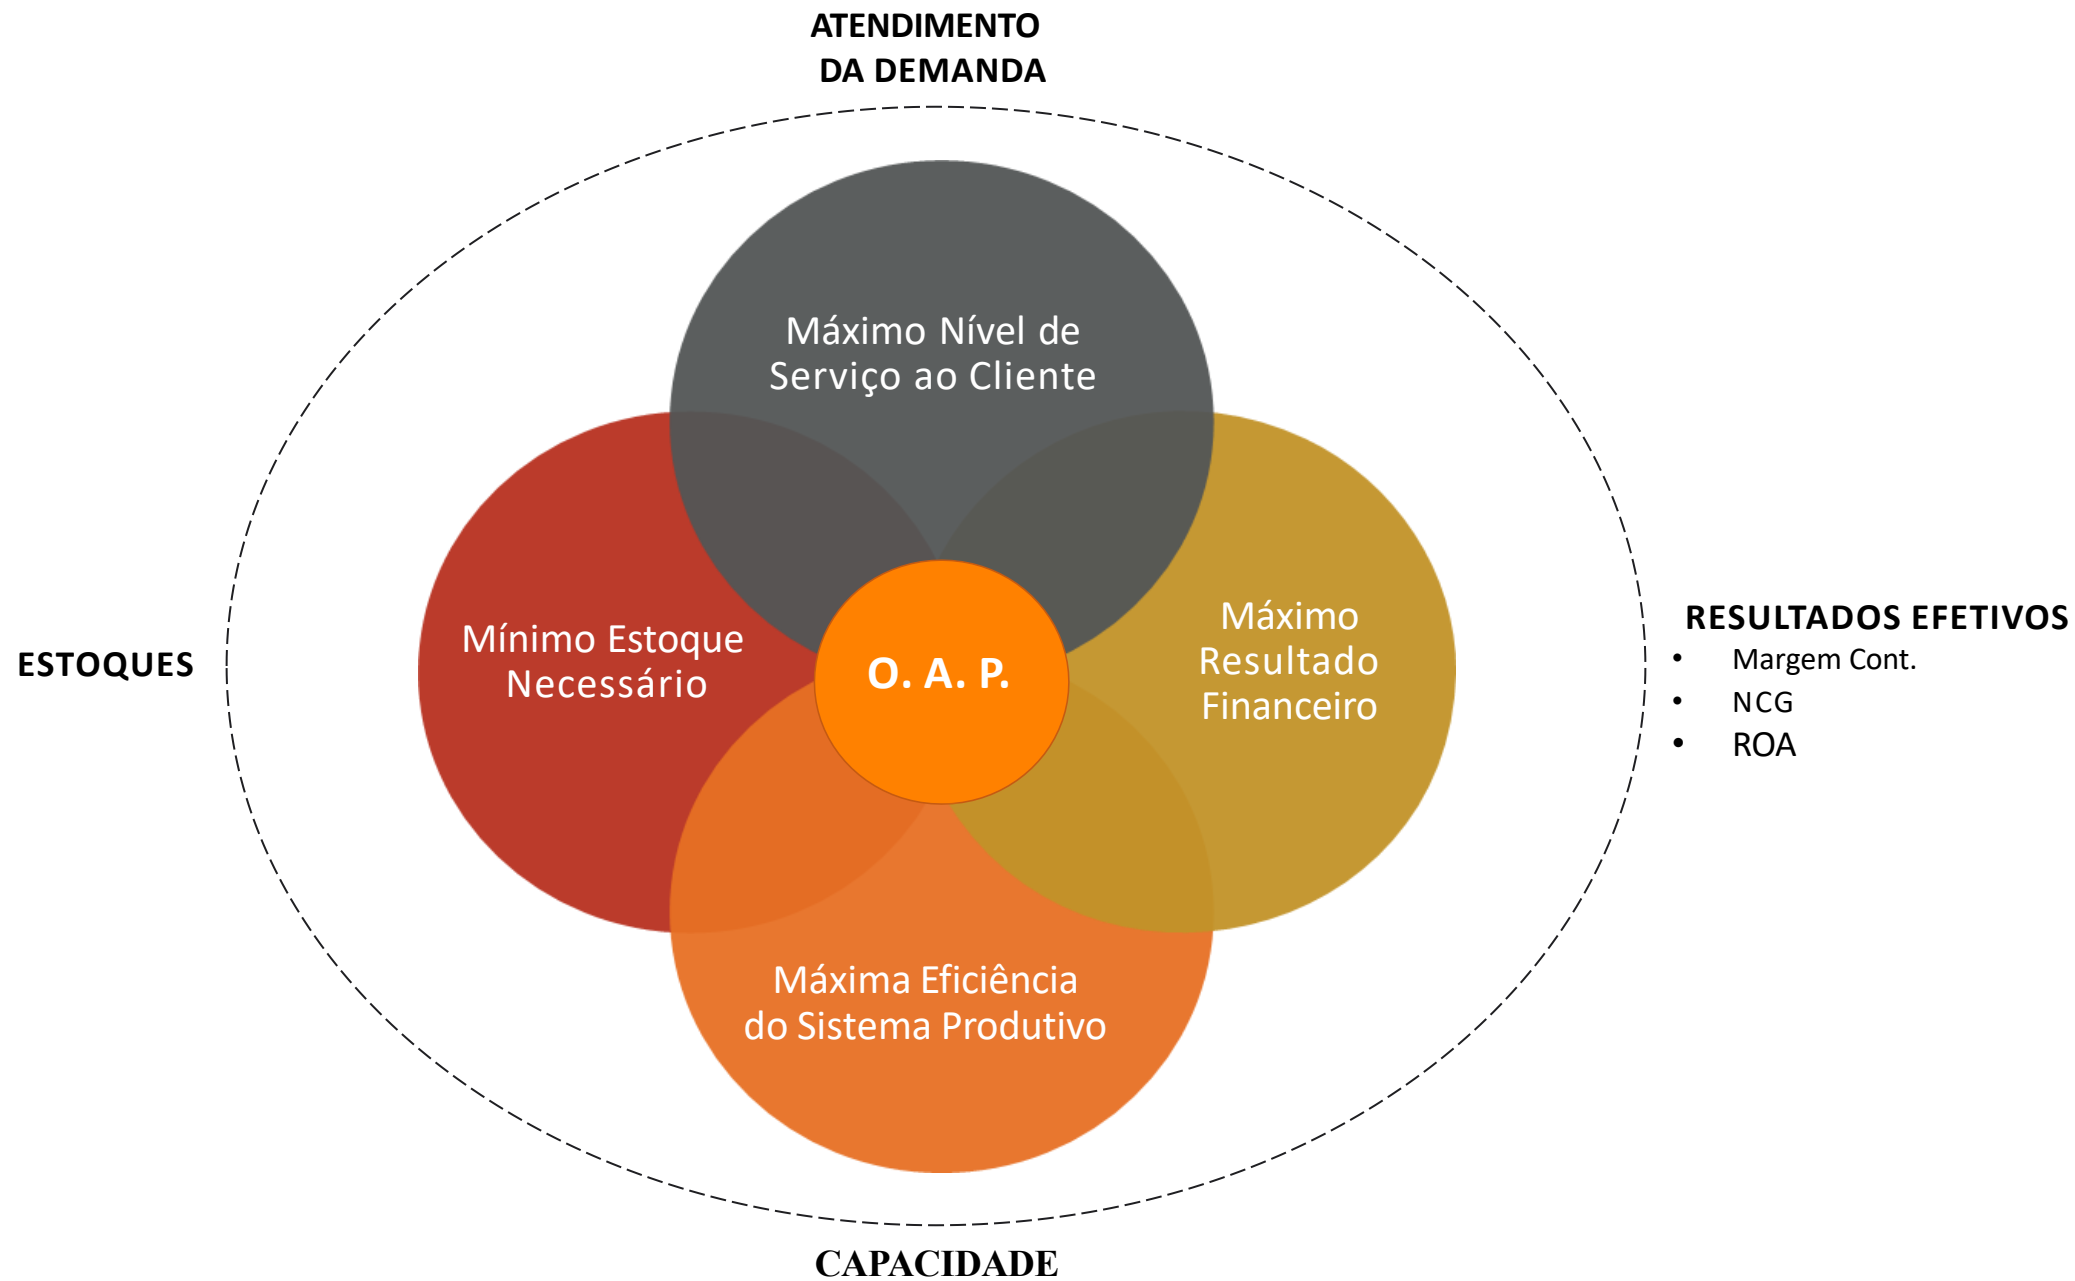 ATENDIMENTO
DA DEMANDA
Máximo Nível de
Serviço ao Cliente
ESTOQUES
Mínimo Estoque
Necessário
O. A. P.
Máximo
Resultado
Financeiro
RESULTADOS EFETIVOS
• Margem Cont.
• NCG
• ROA
Máxima Eficiência
do Sistema Produtivo
CAPACIDADE